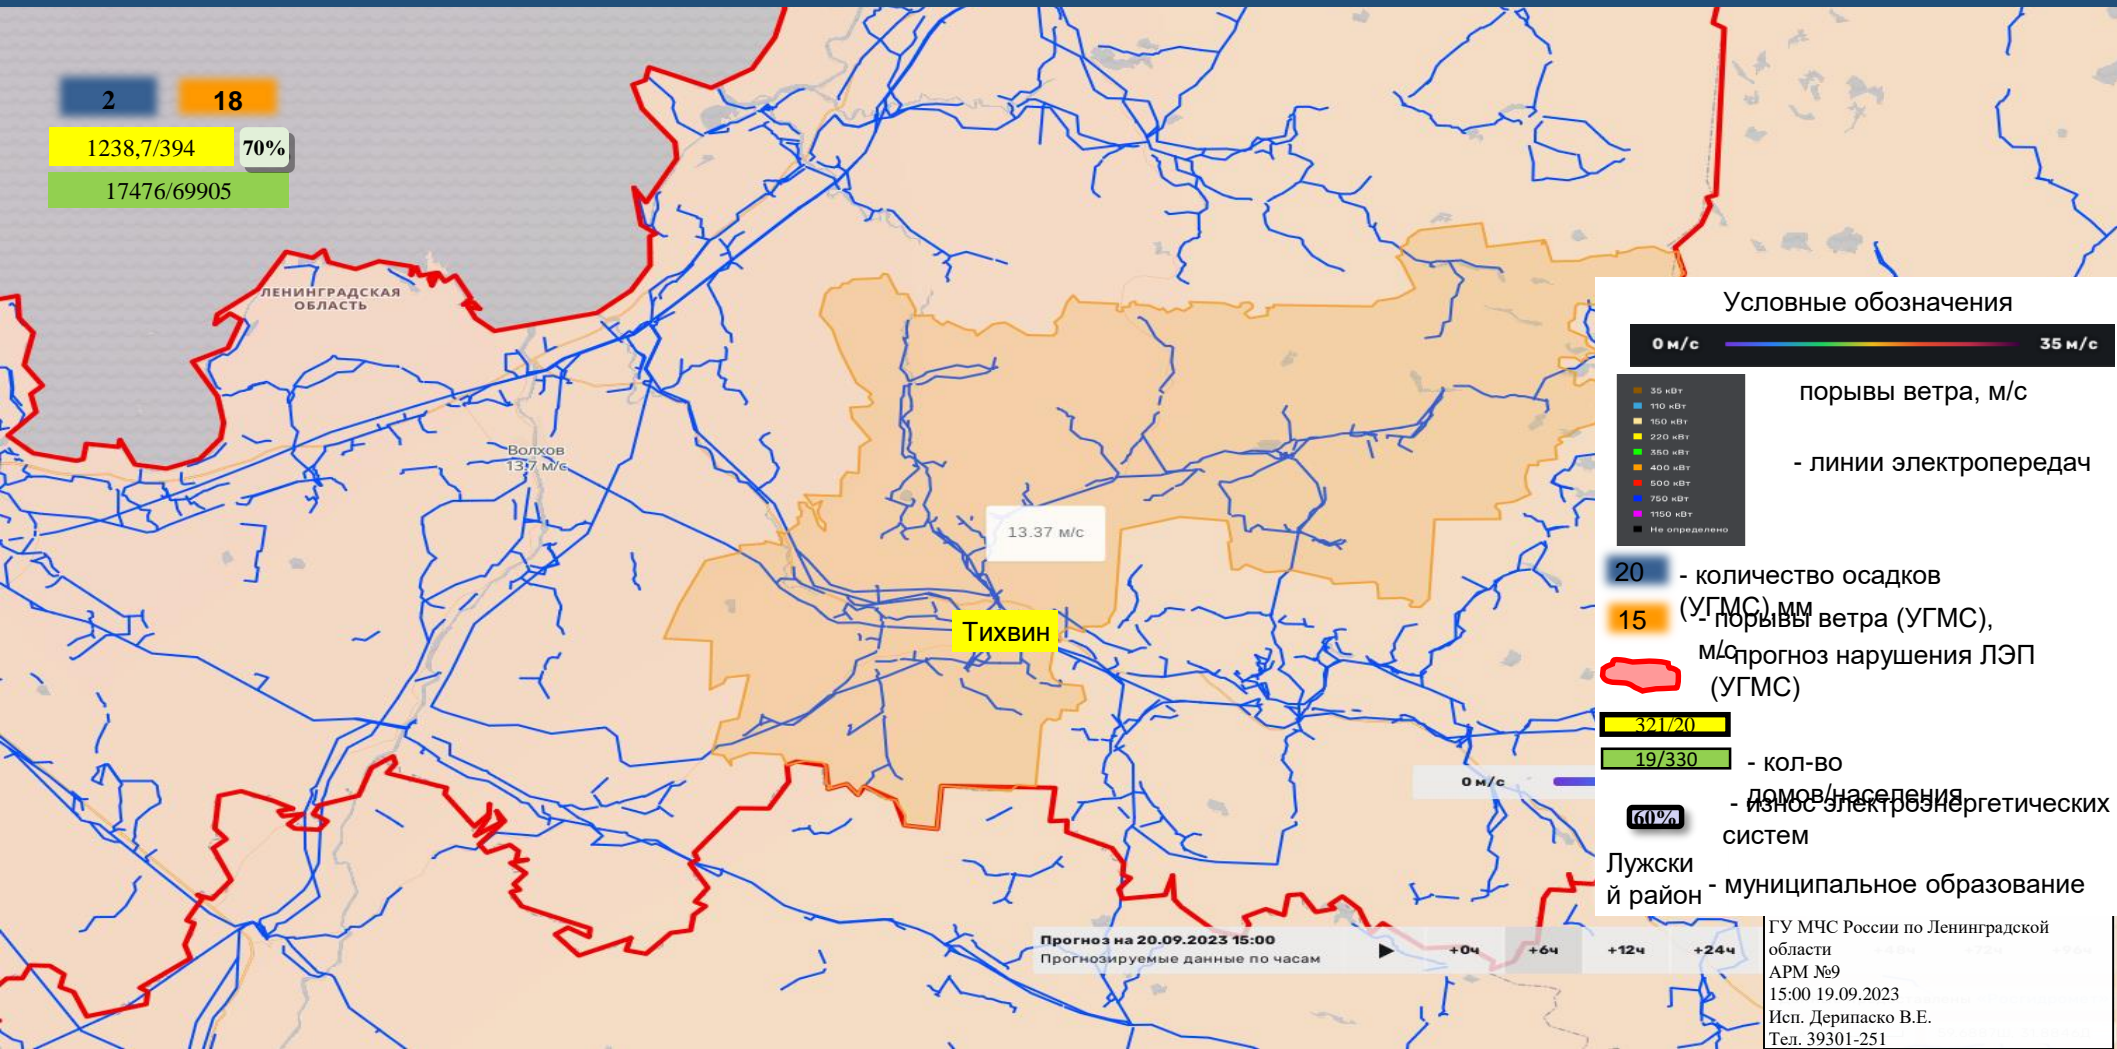 2
18
1238,7/394
70%
17476/69905
ЛЕНИНГРАДСКАЯ
ОБЛАСТЬ
Волхов
13.7 м/с
13.37 м/с
Тихвин
Условные обозначения
0 м/с
35 м/с
порывы ветра, м/с
35 кВт
110 кВт
150 кВт
220 кВт
350 кВт
400 кВт
500 кВт
750 кВт
1150 кВт
Не определено
- линии электропередач
20
- количество осадков
(УГМС),мм
15
- порывы ветра (УГМС),
м/с
- прогноз нарушения ЛЭП
(УГМС)
321/20
19/330
- кол-во
домов/населения
60%
- износ электроэнергетических
систем
Лужски
й район
- муниципальное образование
0 м/с
Прогноз на 20.09.2023 15:00
Прогнозируемые данные по часам
+0ч
+6ч
+12ч
+24ч
ГУ МЧС России по Ленинградской
области
АРМ №9
15:00 19.09.2023
Исп. Дерипаско В.Е.
Тел. 39301-251